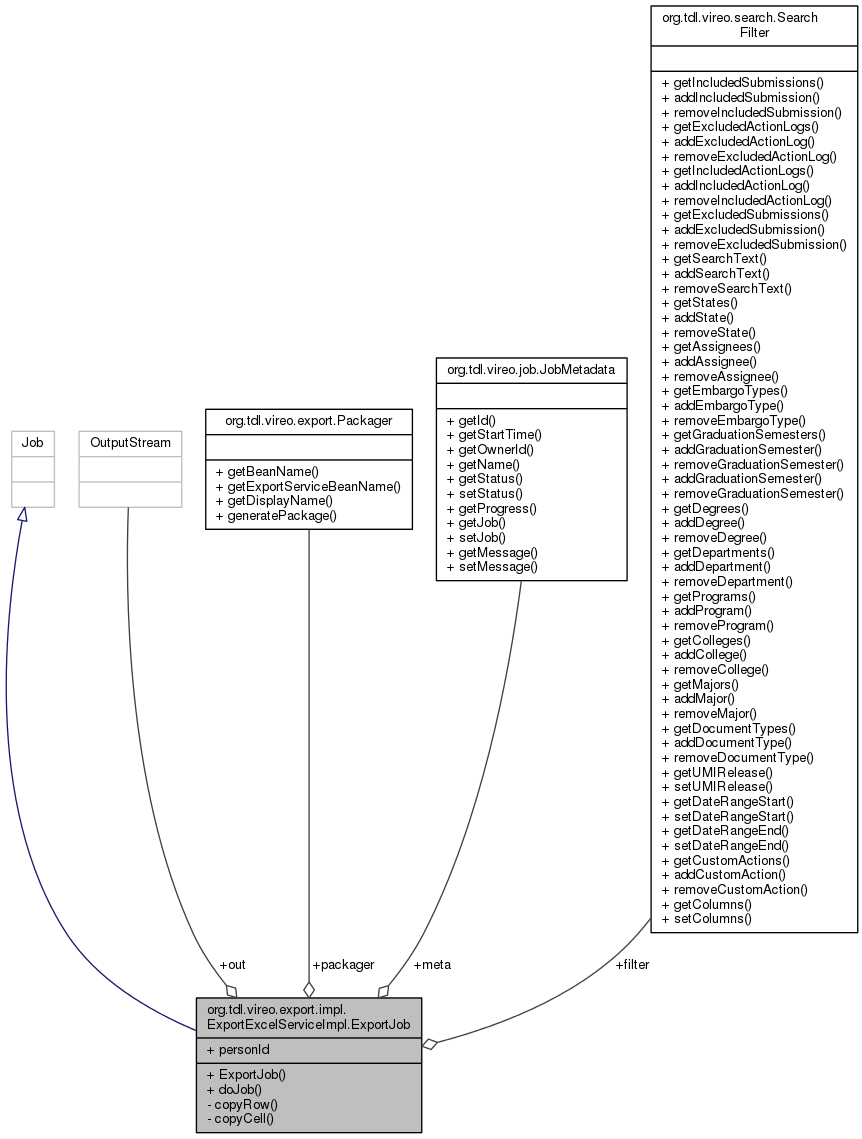 org.tdl.vireo.search.Search
Filter
+ getIncludedSubmissions()
+ addIncludedSubmission()
+ removeIncludedSubmission()
+ getExcludedActionLogs()
+ addExcludedActionLog()
+ removeExcludedActionLog()
+ getIncludedActionLogs()
+ addIncludedActionLog()
+ removeIncludedActionLog()
+ getExcludedSubmissions()
+ addExcludedSubmission()
+ removeExcludedSubmission()
+ getSearchText()
+ addSearchText()
+ removeSearchText()
+ getStates()
+ addState()
+ removeState()
+ getAssignees()
+ addAssignee()
+ removeAssignee()
+ getEmbargoTypes()
+ addEmbargoType()
+ removeEmbargoType()
+ getGraduationSemesters()
+ addGraduationSemester()
+ removeGraduationSemester()
+ addGraduationSemester()
+ removeGraduationSemester()
+ getDegrees()
+ addDegree()
+ removeDegree()
+ getDepartments()
+ addDepartment()
+ removeDepartment()
+ getPrograms()
+ addProgram()
+ removeProgram()
+ getColleges()
+ addCollege()
+ removeCollege()
+ getMajors()
+ addMajor()
+ removeMajor()
+ getDocumentTypes()
+ addDocumentType()
+ removeDocumentType()
+ getUMIRelease()
+ setUMIRelease()
+ getDateRangeStart()
+ setDateRangeStart()
+ getDateRangeEnd()
+ setDateRangeEnd()
+ getCustomActions()
+ addCustomAction()
+ removeCustomAction()
+ getColumns()
+ setColumns()
org.tdl.vireo.job.JobMetadata
+ getId()
+ getStartTime()
+ getOwnerId()
+ getName()
+ getStatus()
+ setStatus()
+ getProgress()
+ getJob()
+ setJob()
+ getMessage()
+ setMessage()
org.tdl.vireo.export.Packager
+ getBeanName()
+ getExportServiceBeanName()
+ getDisplayName()
+ generatePackage()
Job
OutputStream
+out
+packager
+meta
+filter
org.tdl.vireo.export.impl.
ExportExcelServiceImpl.ExportJob
+ personId
+ ExportJob()
+ doJob()
- copyRow()
- copyCell()